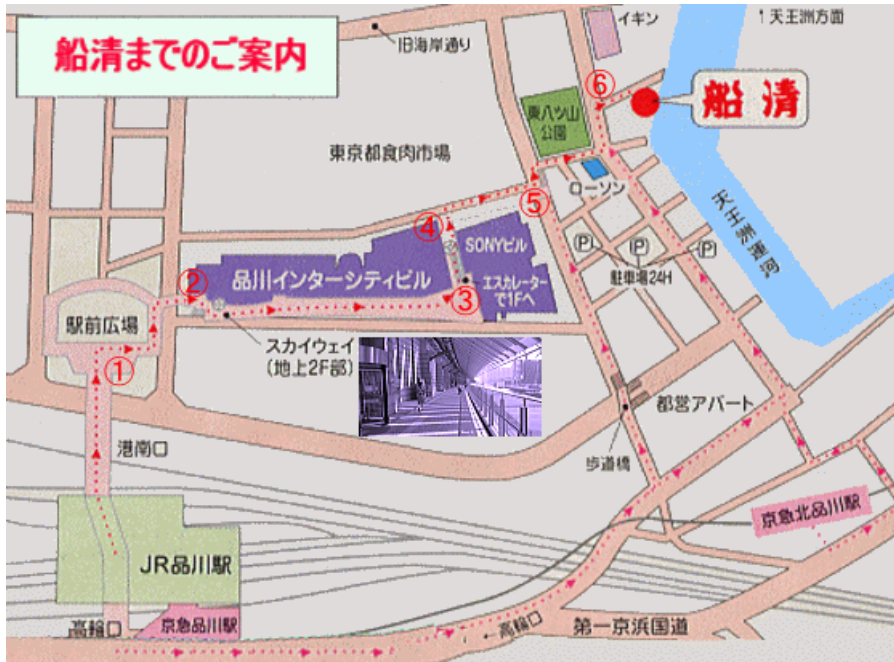 船清までのご案内
旧海岸通り
イギン
↑天王洲方面
⑥
船清
東八ツ山
公園
東京都食肉市場
ローソン
⑤
④
天王洲運河
SONYビル
Ⓟ Ⓟ Ⓟ
駐車場24H
②
品川インターシティビル
エスカレーター
で1Fへ
③
駅前広場
スカイウェイ
(地上2F部)
①
都営アパート
港南口
歩道橋
京急北品川駅
JR品川駅
高輪口
京急品川駅
←高輪口
第一京浜国道